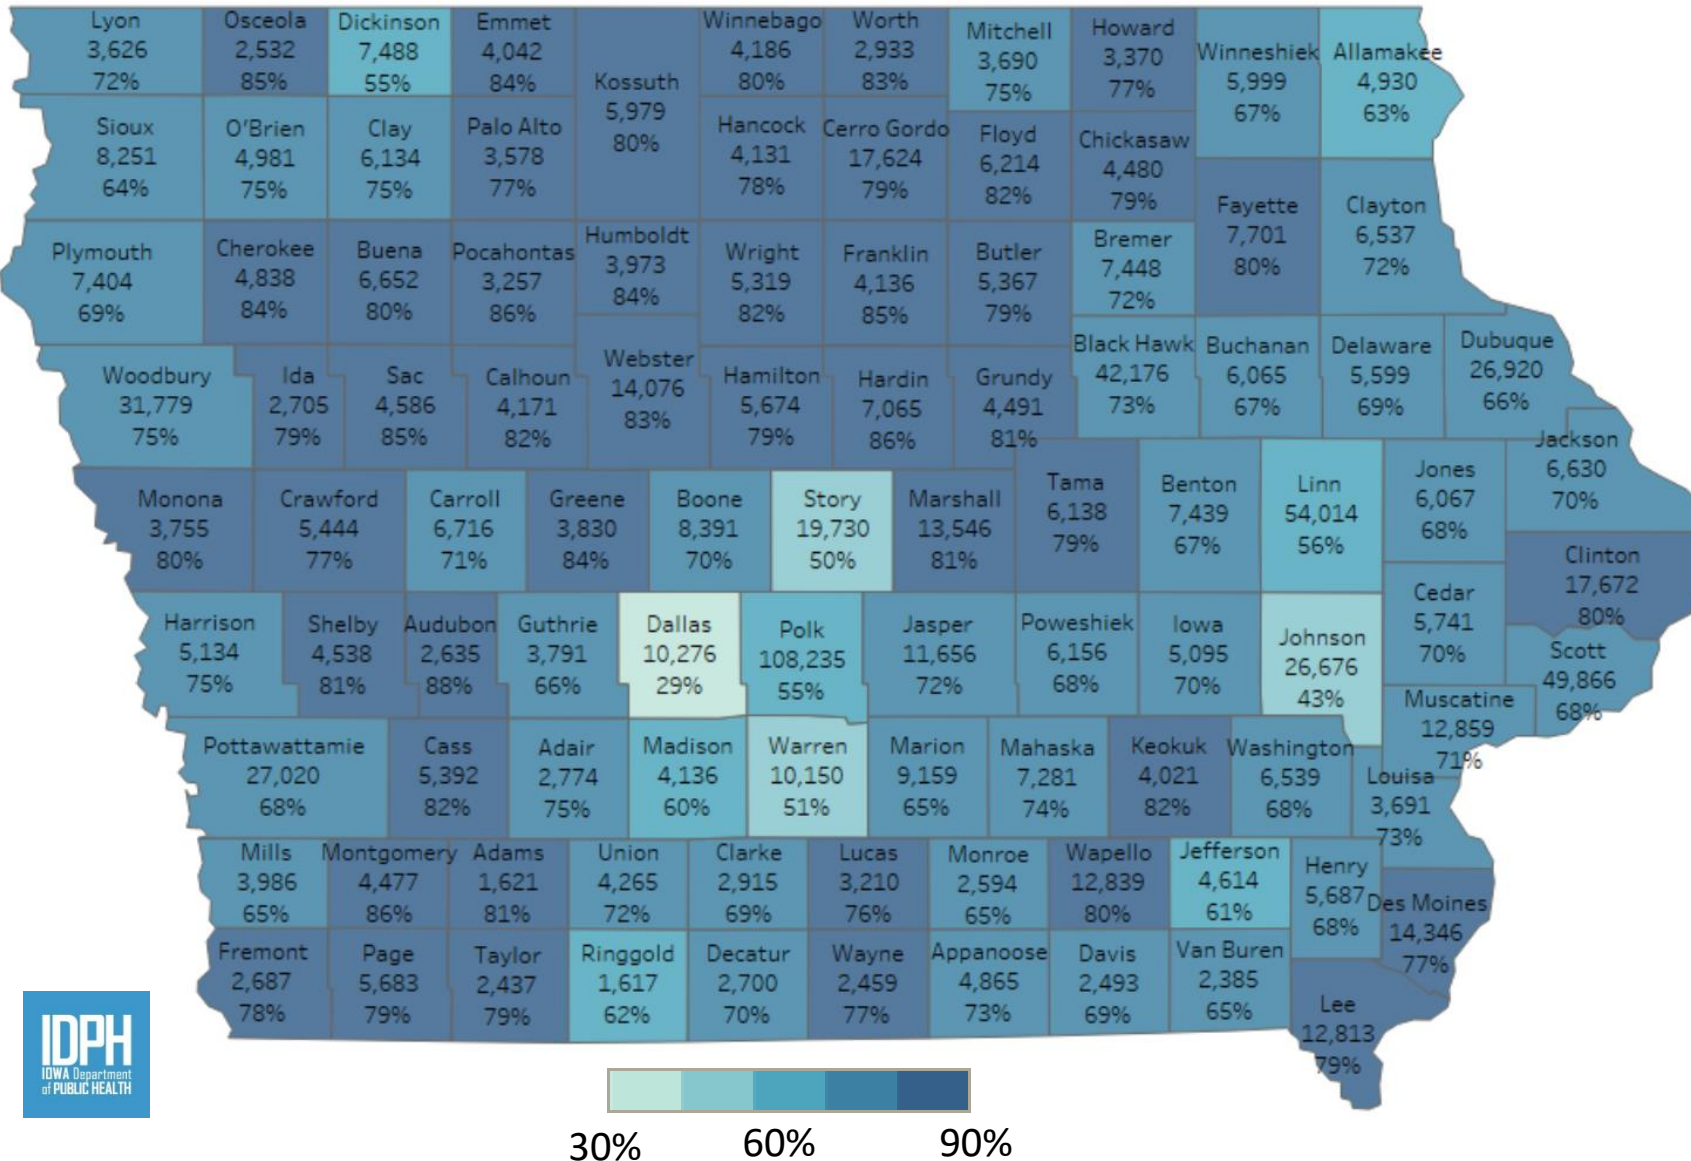 Lyon
3,626
72%
Osceola
2,532
85%
Dickinson
7,488
55%
Emmet
4,042
84%
Kossuth
5,979
80%
Winnebago
4,186
80%
Worth
2,933
83%
Mitchell
3,690
75%
Howard
3,370
77%
Winneshiek
5,999
67%
Allamakee
4,930
63%
Sioux
8,251
64%
O'Brien
4,981
75%
Clay
6,134
75%
Palo Alto
3,578
77%
Hancock
4,131
78%
Cerro Gordo
17,624
79%
Floyd
6,214
82%
Chickasaw
4,480
79%
Fayette
7,701
80%
Clayton
6,537
72%
Plymouth
7,404
69%
Cherokee
4,838
84%
Buena
6,652
80%
Pocahontas
3,257
86%
Humboldt
3,973
84%
Wright
5,319
82%
Franklin
4,136
85%
Butler
5,367
79%
Bremer
7,448
72%
Woodbury
31,779
75%
Ida
2,705
79%
Sac
4,586
85%
Calhoun
4,171
82%
Webster
14,076
83%
Hamilton
5,674
79%
Hardin
7,065
86%
Grundy
4,491
81%
Black Hawk
42,176
73%
Buchanan
6,065
67%
Delaware
5,599
69%
Dubuque
26,920
66%
Monona
3,755
80%
Crawford
5,444
77%
Carroll
6,716
71%
Greene
3,830
84%
Boone
8,391
70%
Story
19,730
50%
Marshall
13,546
81%
Tama
6,138
79%
Benton
7,439
67%
Linn
54,014
56%
Jones
6,067
68%
Jackson
6,630
70%
Clinton
17,672
80%
Harrison
5,134
75%
Shelby
4,538
81%
Audubon
2,635
88%
Guthrie
3,791
66%
Dallas
10,276
29%
Polk
108,235
55%
Jasper
11,656
72%
Poweshiek
6,156
68%
Iowa
5,095
70%
Johnson
26,676
43%
Cedar
5,741
70%
Scott
49,866
68%
Muscatine
12,859
71%
Pottawattamie
27,020
68%
Cass
5,392
82%
Adair
2,774
75%
Madison
4,136
60%
Warren
10,150
51%
Marion
9,159
65%
Mahaska
7,281
74%
Keokuk
4,021
82%
Washington
6,539
68%
Louisa
3,691
73%
Mills
3,986
65%
Montgomery
4,477
86%
Adams
1,621
81%
Union
4,265
72%
Clarke
2,915
69%
Lucas
3,210
76%
Monroe
2,594
65%
Wapello
12,839
80%
Jefferson
4,614
61%
Henry
5,687
68%
Des Moines
14,346
77%
Fremont
2,687
78%
Page
5,683
79%
Taylor
2,437
79%
Ringgold
1,617
62%
Decatur
2,700
70%
Wayne
2,459
77%
Appanoose
4,865
73%
Davis
2,493
69%
Van Buren
2,385
65%
Lee
12,813
79%
IDPH
IOWA Department
of PUBLIC HEALTH
30% 60% 90%